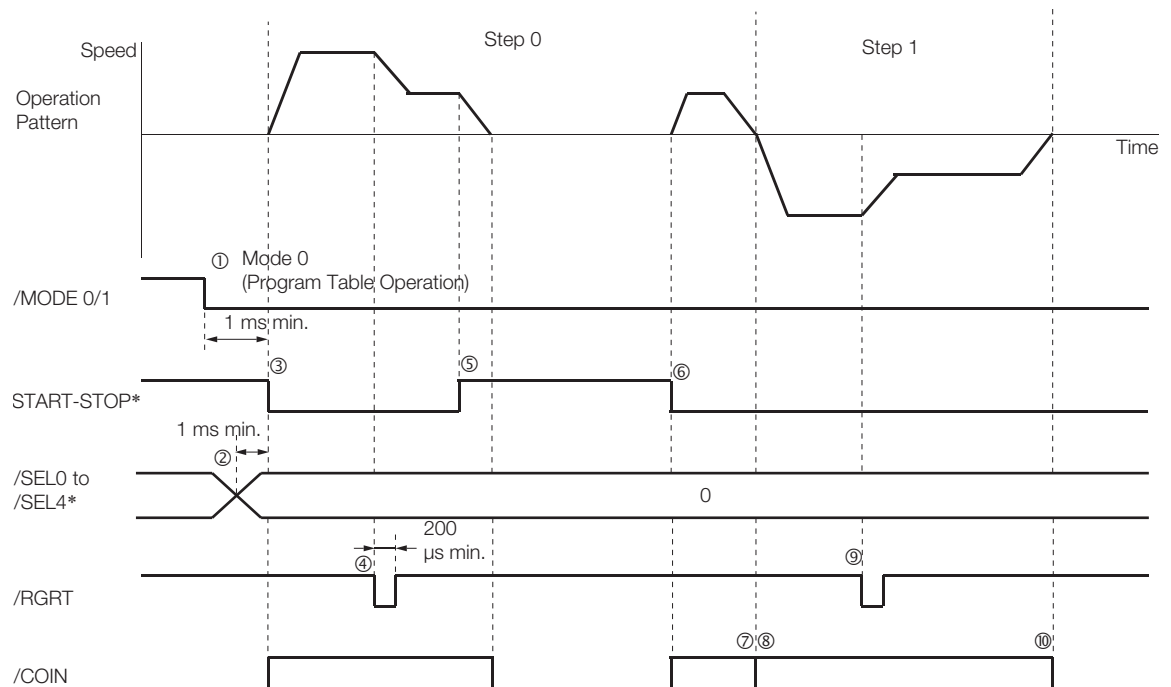 Step 0
Step 1
Speed
Operation
Pattern
Time
① Mode 0
(Program Table Operation)
/MODE 0/1
1 ms min.
③
⑤
⑥
START-STOP*
1 ms min.
②
/SEL0 to
/SEL4*
0
200
µs min.
④
⑨
/RGRT
⑦ ⑧
⑩
/COIN